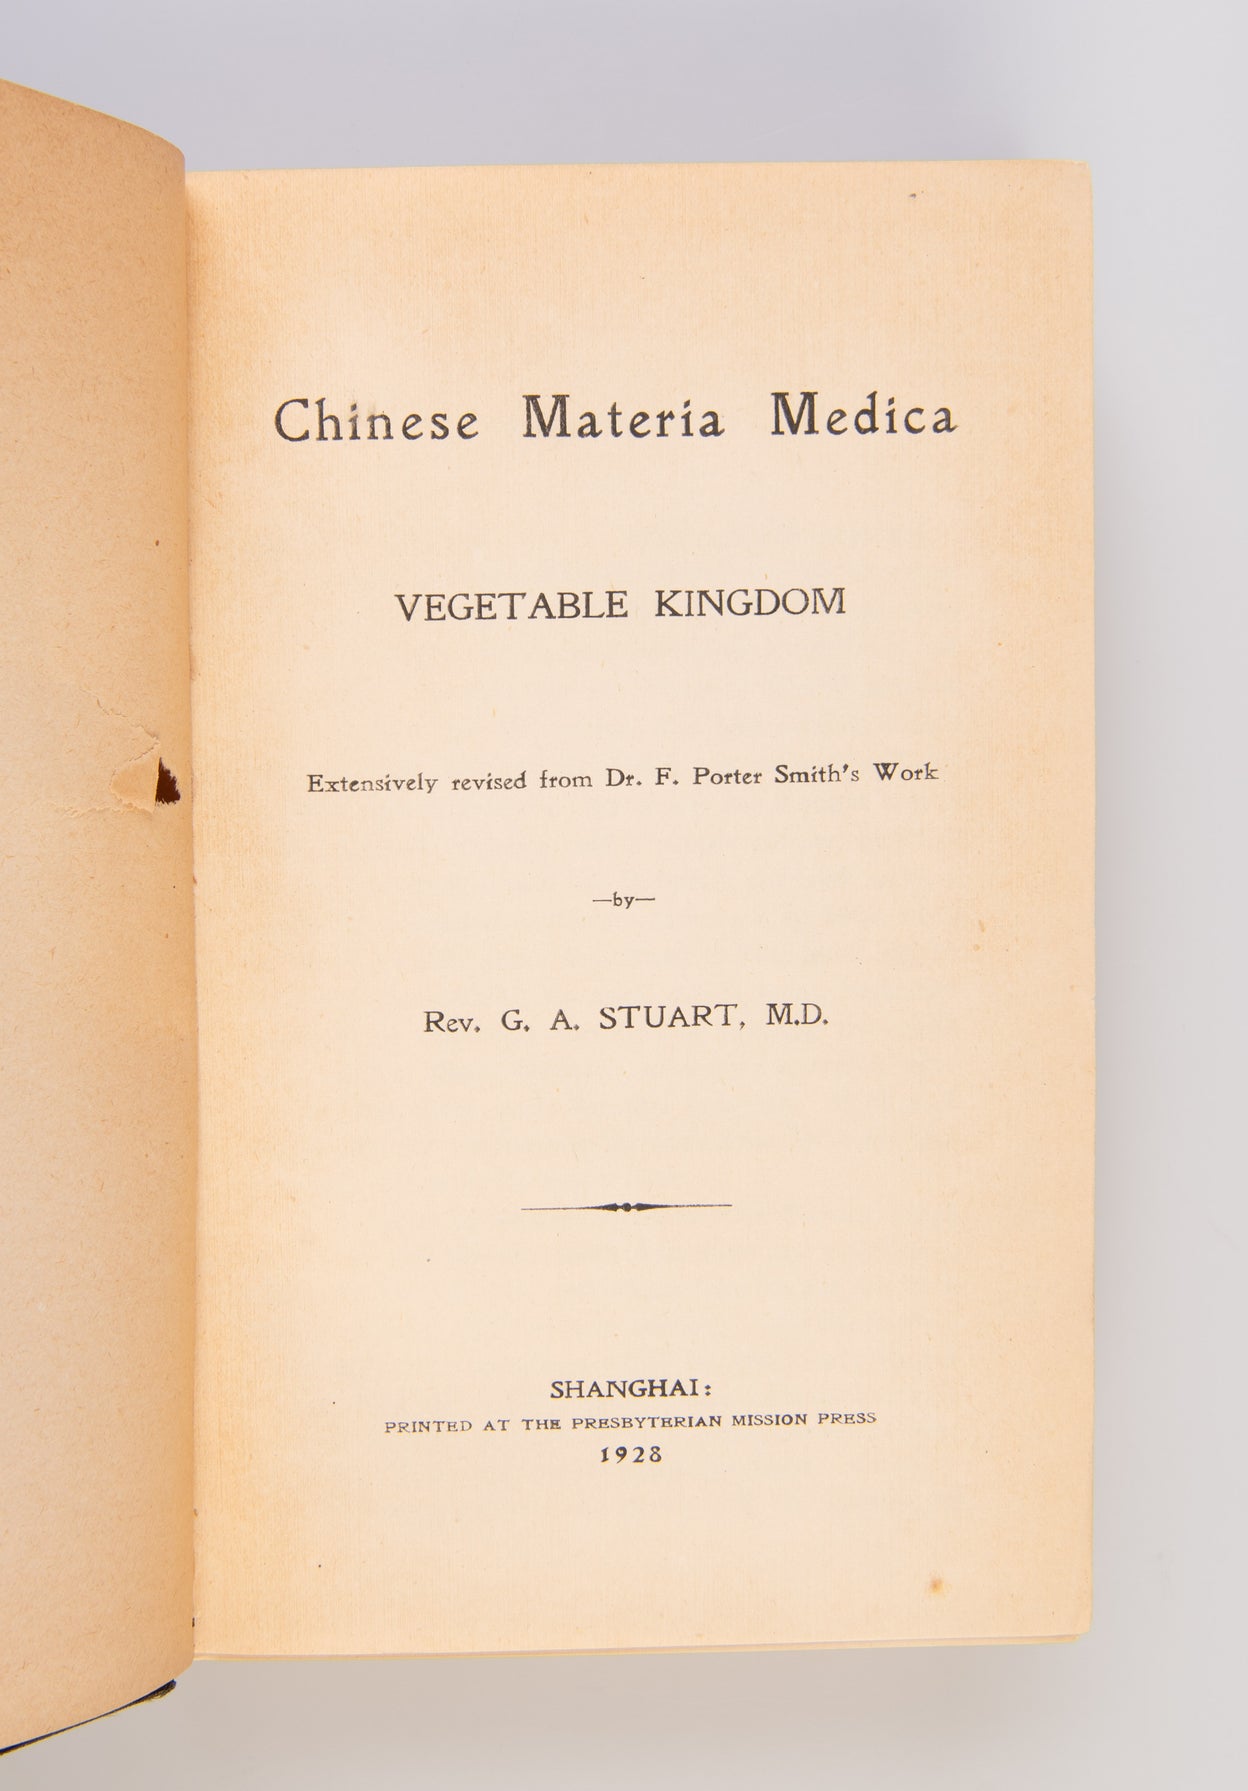 Chinese Materia Medica
VEGETABLE KINGDOM
Extensively revised from Dr. F. Porter Smith's Work
—by—
Rev. G. A. STUART, M.D.
SHANGHAI:
PRINTED AT THE PRESBYTERIAN MISSION PRESS
1928